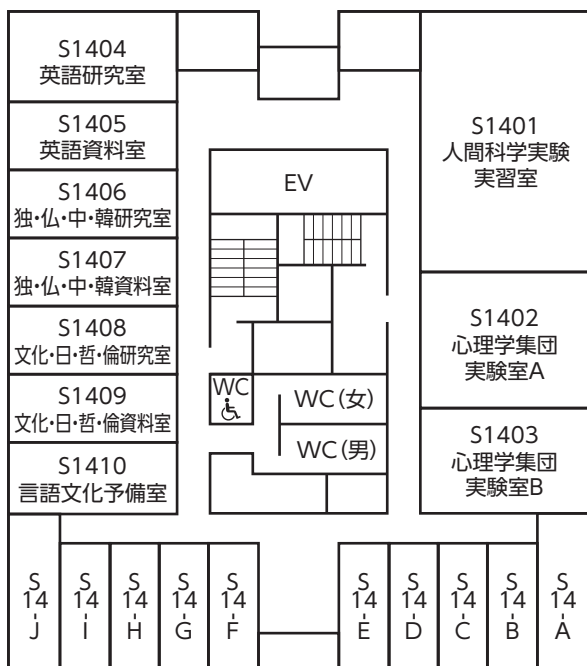 S1404
英語研究室
S1405
英語資料室
S1406
独・仏・中・韓研究室
S1407
独・仏・中・韓資料室
S1408
文化・日・哲・倫研究室
S1409
文化・日・哲・倫資料室
S1410
言語文化予備室
EV
WC
WC(女)
WC(男)
S1401
人間科学実験
実習室
S1402
心理学集団
実験室A
S1403
心理学集団
実験室B
S14-J
S14-I
S14-H
S14-G
S14-F
S14-E
S14-D
S14-C
S14-B
S14-A